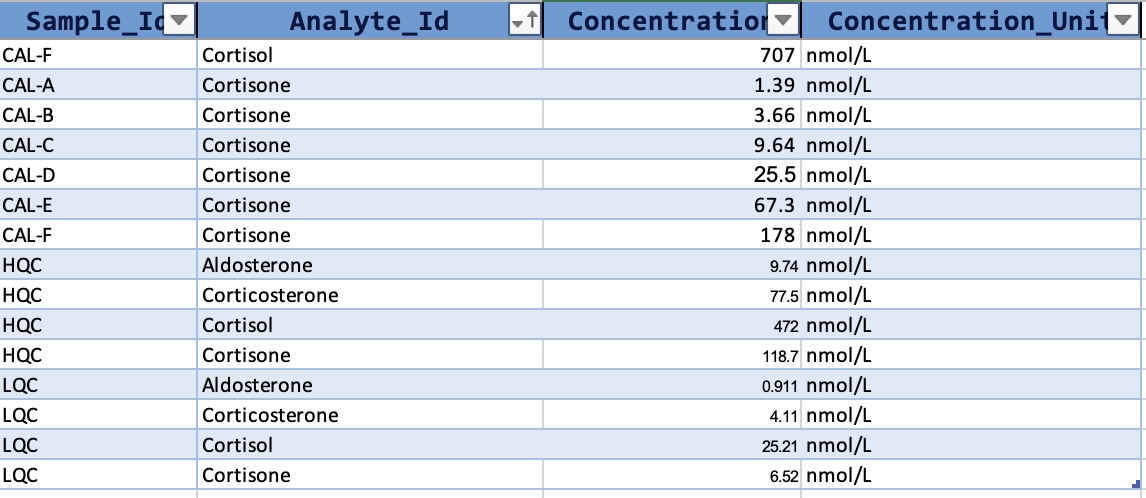 Sample_Id Analyte_Id Concentration Concentration_Unit
CAL-F Cortisol 707 nmol/L
CAL-A Cortisone 1.39 nmol/L
CAL-B Cortisone 3.66 nmol/L
CAL-C Cortisone 9.64 nmol/L
CAL-D Cortisone 25.5 nmol/L
CAL-E Cortisone 67.3 nmol/L
CAL-F Cortisone 178 nmol/L
HQC Aldosterone 9.74 nmol/L
HQC Corticosterone 77.5 nmol/L
HQC Cortisol 472 nmol/L
HQC Cortisone 118.7 nmol/L
LQC Aldosterone 0.911 nmol/L
LQC Corticosterone 4.11 nmol/L
LQC Cortisol 25.21 nmol/L
LQC Cortisone 6.52 nmol/L